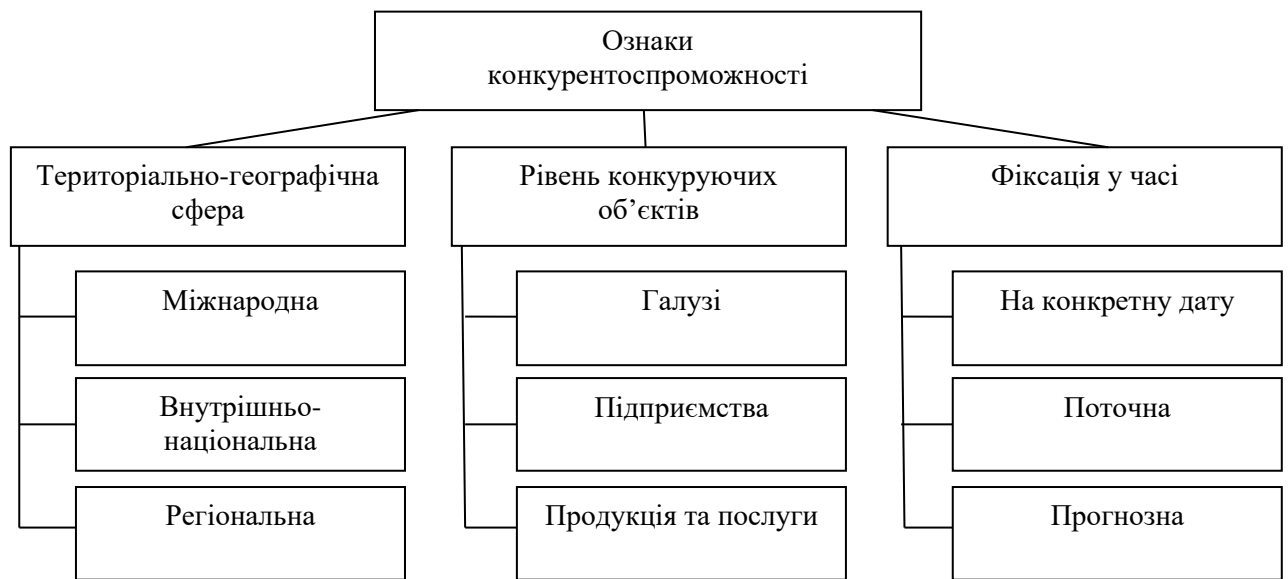 Ознаки
конкурентоспроможності
Територіально-географічна
сфера
Міжнародна
Внутрішньо-
національна
Регіональна
Рівень конкуруючих
об’єктів
Галузі
Підприємства
Продукція та послуги
Фіксація у часі
На конкретну дату
Поточна
Прогнозна